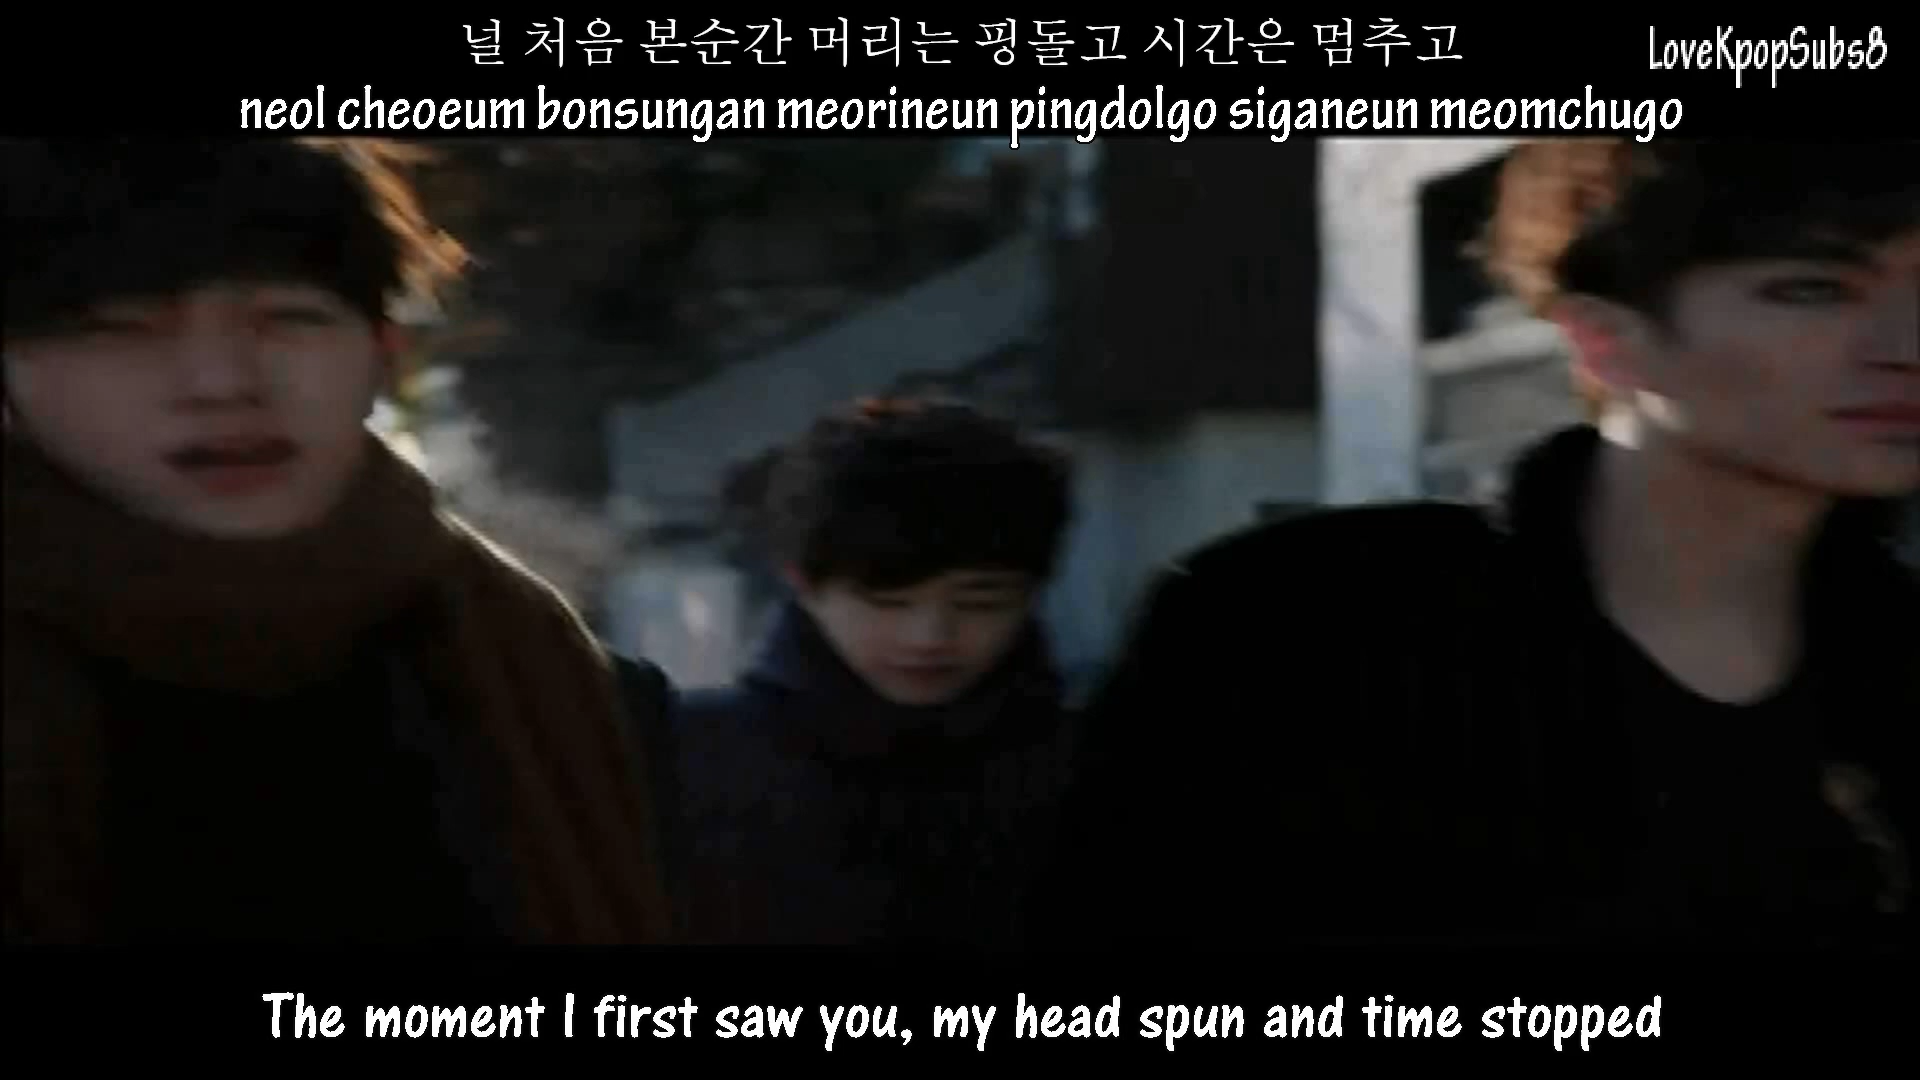 널 처음 본순간 머리는 핑돌고 시간은 멈추고
LoveKpopSubs8
neol cheoeum bonsungan meorineun pingdolgo siganeun meomchugo
The moment I first saw you, my head spun and time stopped